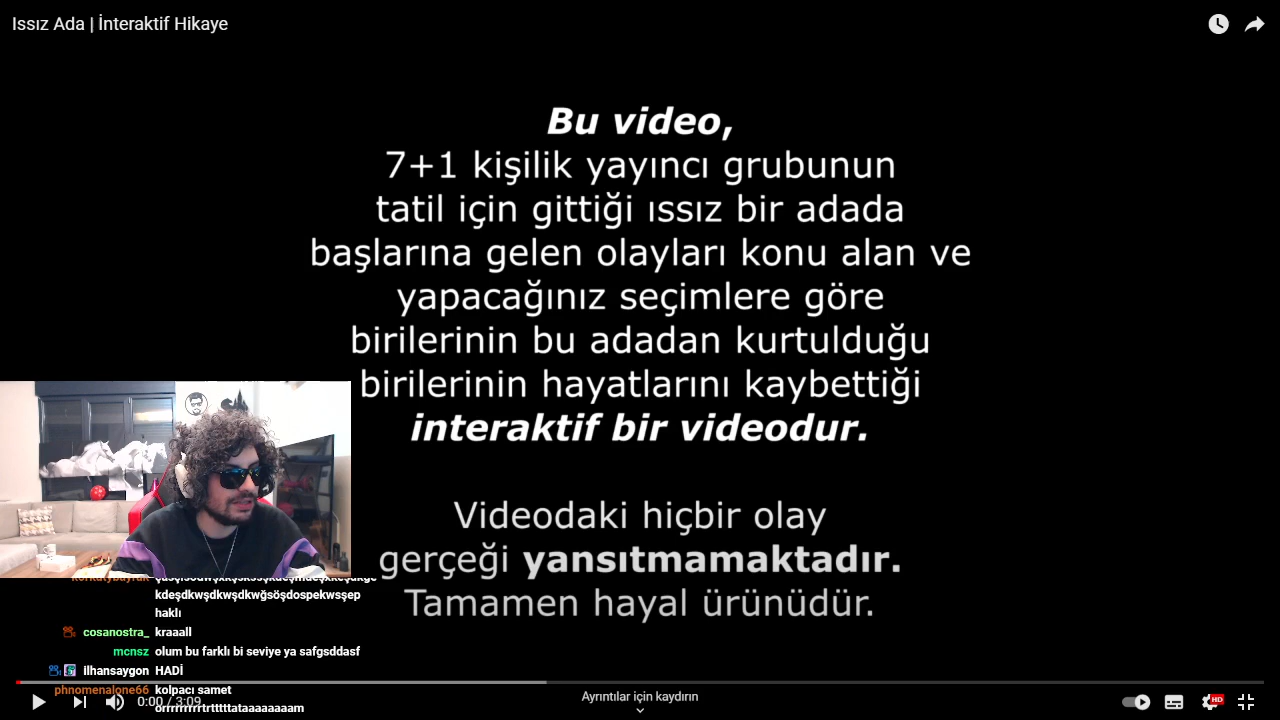 Issız Ada | İnteraktif Hikaye
Bu video,
7+1 kişilik yayıncı grubunun
tatil için gittiği ıssız bir adada
başlarına gelen olayları konu alan ve
yapacağınız seçimlere göre
birilerinin bu adadan kurtulduğu
birilerinin hayatlarını kaybettiği
interaktif bir videodur.
Videodaki hiçbir olay
gerçeği yansıtmamaktadır.
Tamamen hayal ürünüdür.
kdeşdkwşdkwşdkwğsöşdospekwsşep
haklı
cosanostra_ kraaall
mcnsz olum bu farklı bi seviye ya safgsddasf
ilhansaygon HADİ
phnomenalone66 kolpacı samet
orrrrrrrrtrtttttataaaaaaaam
0:00 / 3:09
Ayrıntılar için kaydırın
HD